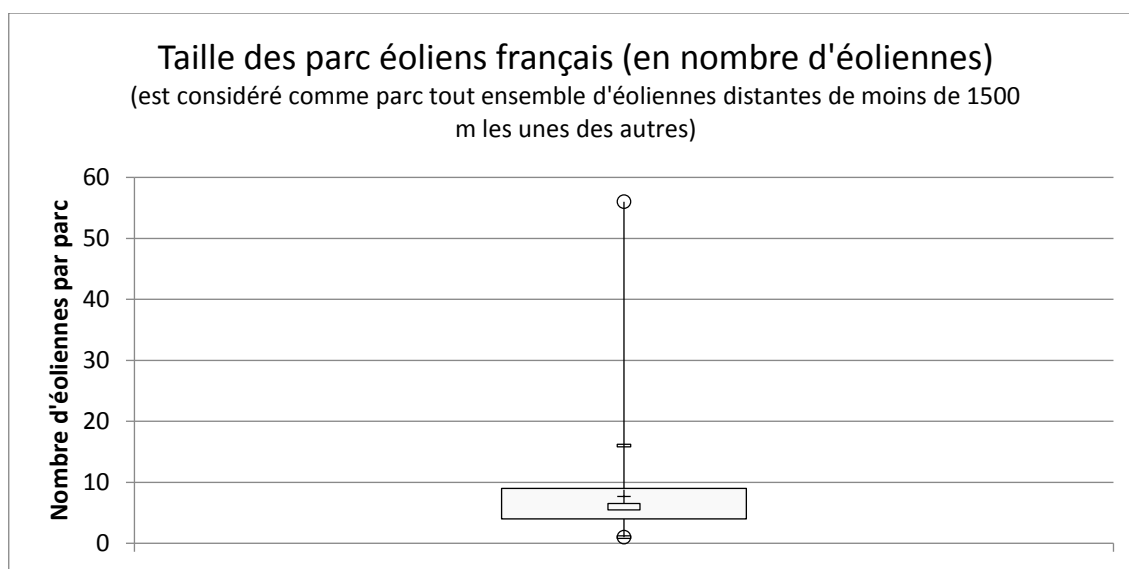 Taille des parc éoliens français (en nombre d'éoliennes)
(est considéré comme parc tout ensemble d'éoliennes distantes de moins de 1500
m les unes des autres)
Nombre d'éoliennes par parc
60
50
40
30
20
10
0